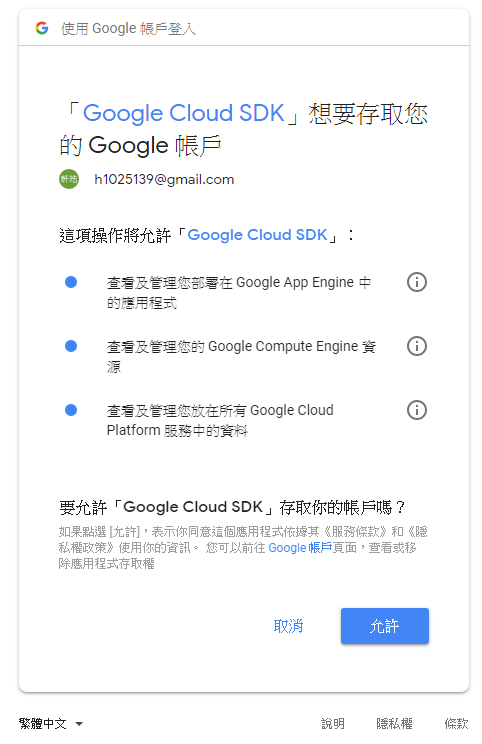 使用 Google 帳戶登入
「Google Cloud SDK」想要存取您
的 Google 帳戶
軒皓
h1025139@gmail.com
這項操作將允許「Google Cloud SDK」：
查看及管理您部署在 Google App Engine 中
的應用程式
查看及管理您的 Google Compute Engine 資
源
查看及管理您放在所有 Google Cloud
Platform 服務中的資料
要允許「Google Cloud SDK」存取你的帳戶嗎？
如果點選 [允許]，表示你同意這個應用程式依據其《服務條款》和《隱
私權政策》使用你的資訊。 您可以前往 Google 帳戶頁面，查看或移
除應用程式存取權
取消 允許
繁體中文 說明 隱私權 條款